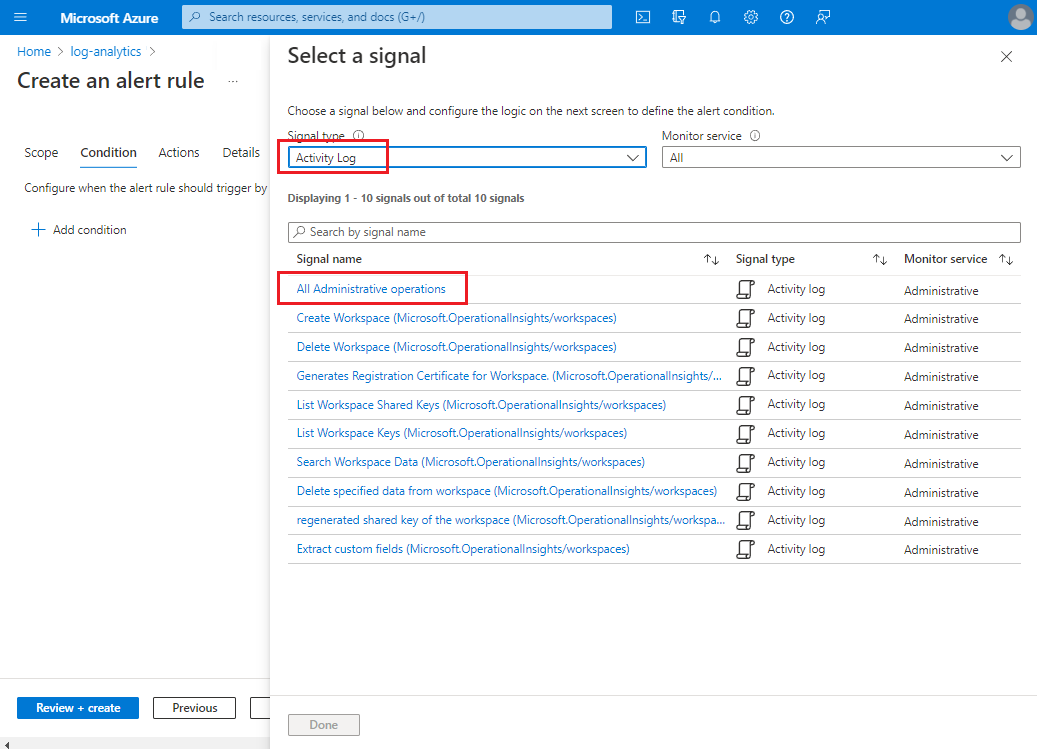 Microsoft Azure
Search resources, services, and docs (G+/)
Home > log-analytics >
Create an alert rule ...
Scope Condition Actions Details
Configure when the alert rule should trigger by
+ Add condition
Select a signal
Choose a signal below and configure the logic on the next screen to define the alert condition.
Signal type Monitor service
Activity Log All
Displaying 1 - 10 signals out of total 10 signals
Search by signal name
Signal name Signal type Monitor service
All Administrative operations Activity log Administrative
Create Workspace (Microsoft.OperationalInsights/workspaces) Activity log Administrative
Delete Workspace (Microsoft.OperationalInsights/workspaces) Activity log Administrative
Generates Registration Certificate for Workspace. (Microsoft.OperationalInsights/... Activity log Administrative
List Workspace Shared Keys (Microsoft.OperationalInsights/workspaces) Activity log Administrative
List Workspace Keys (Microsoft.OperationalInsights/workspaces) Activity log Administrative
Search Workspace Data (Microsoft.OperationalInsights/workspaces) Activity log Administrative
Delete specified data from workspace (Microsoft.OperationalInsights/workspaces) Activity log Administrative
regenerated shared key of the workspace (Microsoft.OperationalInsights/workspa... Activity log Administrative
Extract custom fields (Microsoft.OperationalInsights/workspaces) Activity log Administrative
Review + create Previous
Done